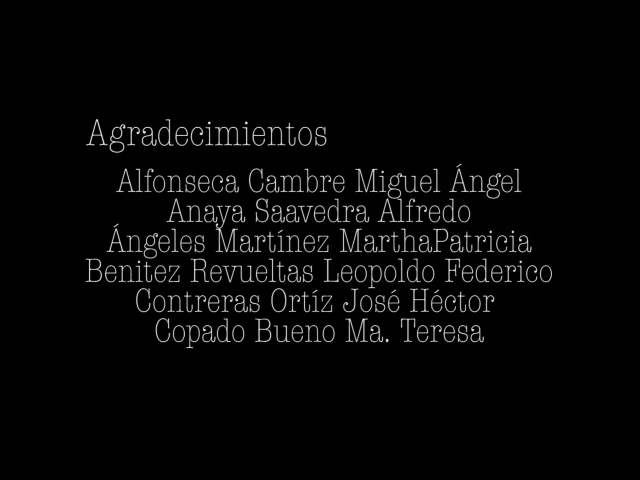 Agradecimientos
Alfonseca Cambre Miguel Ángel
Anaya Saavedra Alfredo
Ángeles Martínez MarthaPatricia
Benitez Revueltas Leopoldo Federico
Contreras Ortíz José Héctor
Copado Bueno Ma. Teresa